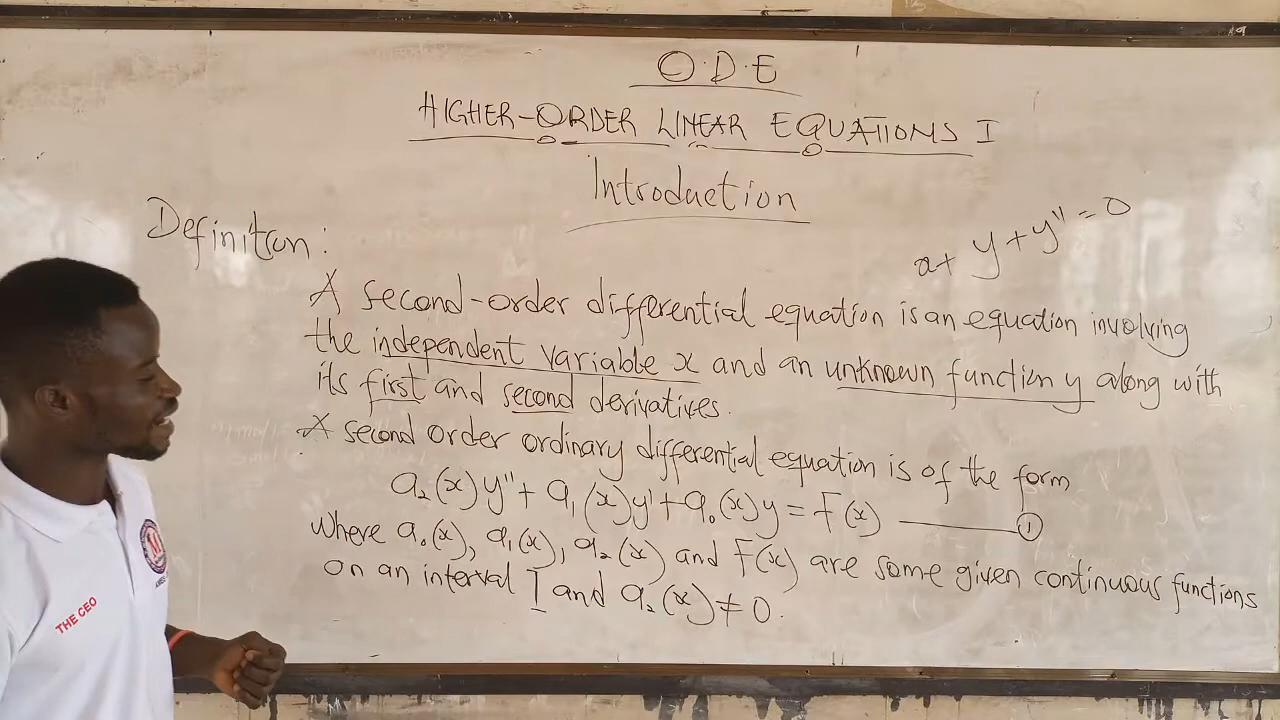 O.D.E
HIGHER-ORDER LINEAR EQUATIONS I
Introduction
Definition:
x + y + y'' = 0
A second-order differential equation is an equation involving
the independent variable x and an unknown function y along with
its first and second derivatives.
A second order ordinary differential equation is of the form
a₂(x)y'' + a₁(x)y' + a₀(x)y = F(x) ——— ①
where a₀(x), a₁(x), a₂(x) and F(x) are some given continuous functions
on an interval I and a₂(x) ≠ 0.
THE CEO